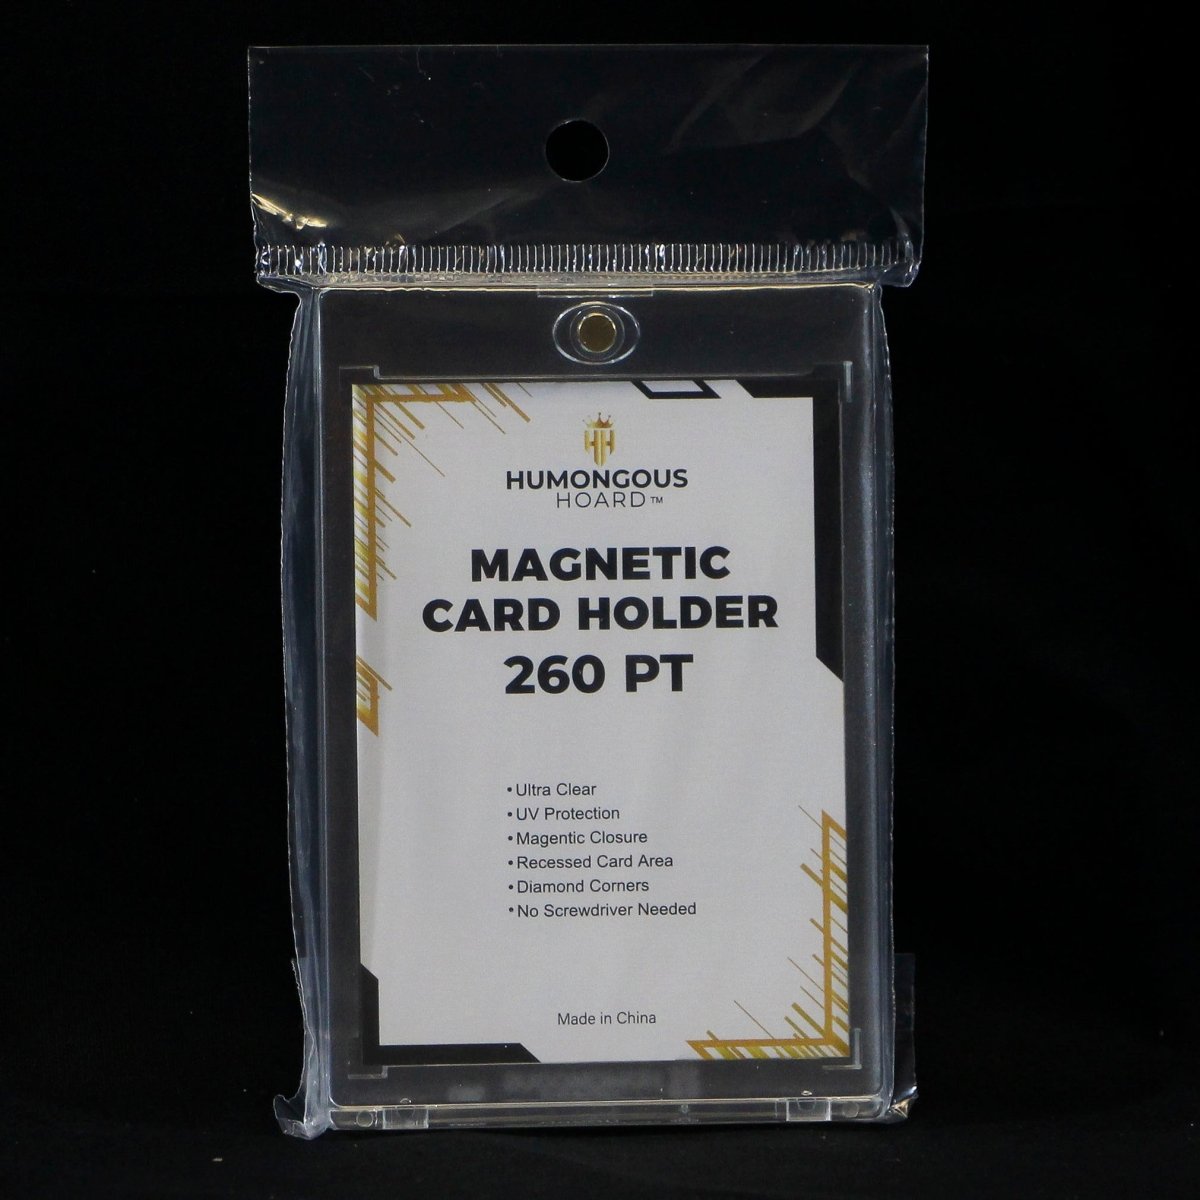 HH
HUMONGOUS
HOARD™
MAGNETIC
CARD HOLDER
260 PT
• Ultra Clear
• UV Protection
• Magentic Closure
• Recessed Card Area
• Diamond Corners
• No Screwdriver Needed
Made in China